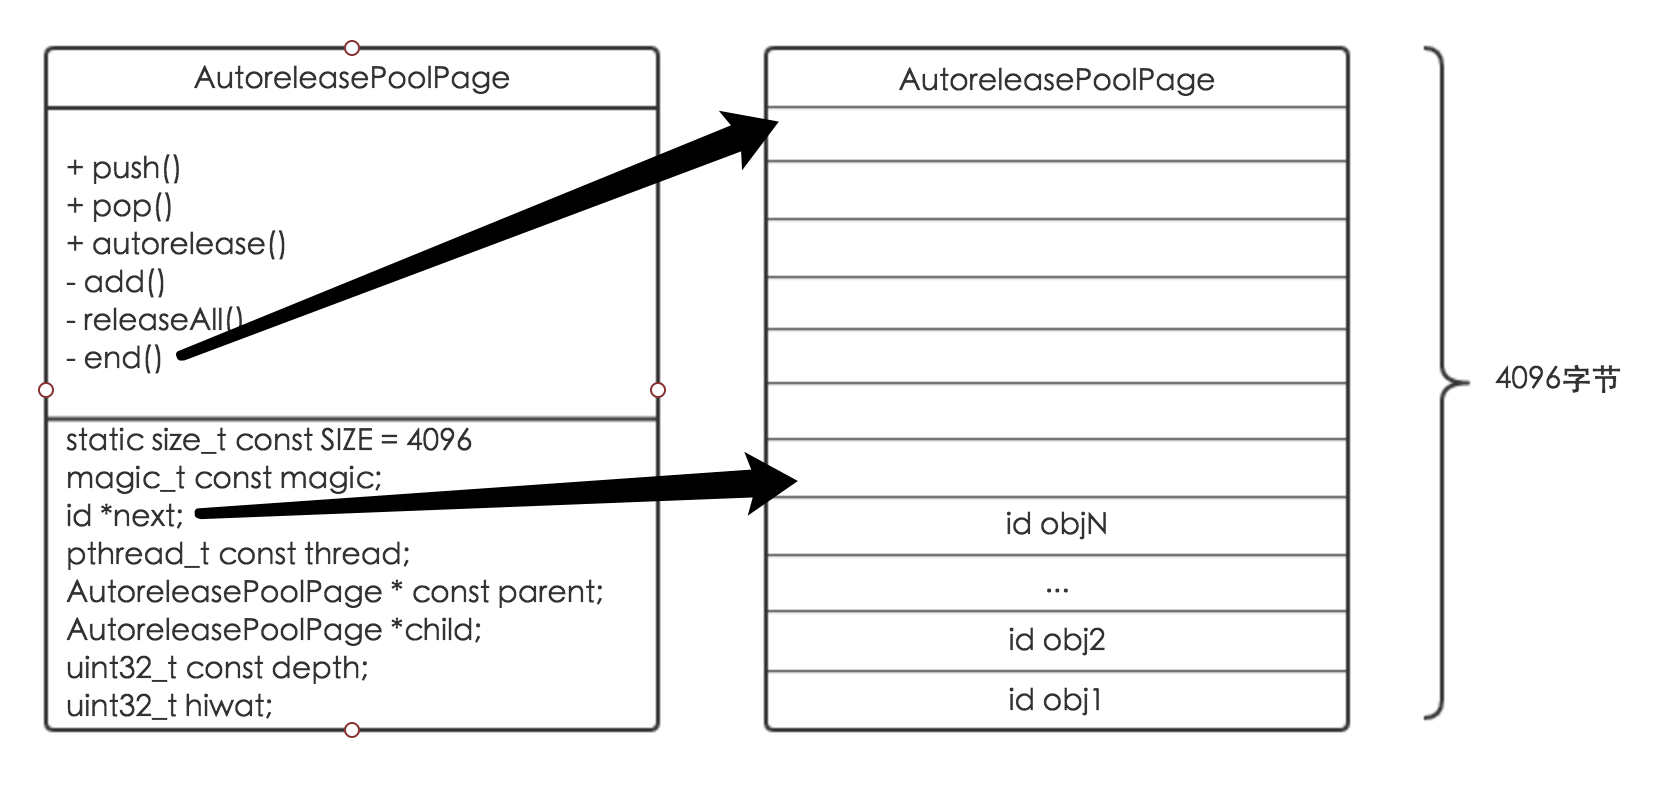 AutoreleasePoolPage
+ push()
+ pop()
+ autorelease()
- add()
- releaseAll()
- end()
static size_t const SIZE = 4096
magic_t const magic;
id *next;
pthread_t const thread;
AutoreleasePoolPage * const parent;
AutoreleasePoolPage *child;
uint32_t const depth;
uint32_t hiwat;
AutoreleasePoolPage
id objN
...
id obj2
id obj1
4096字节